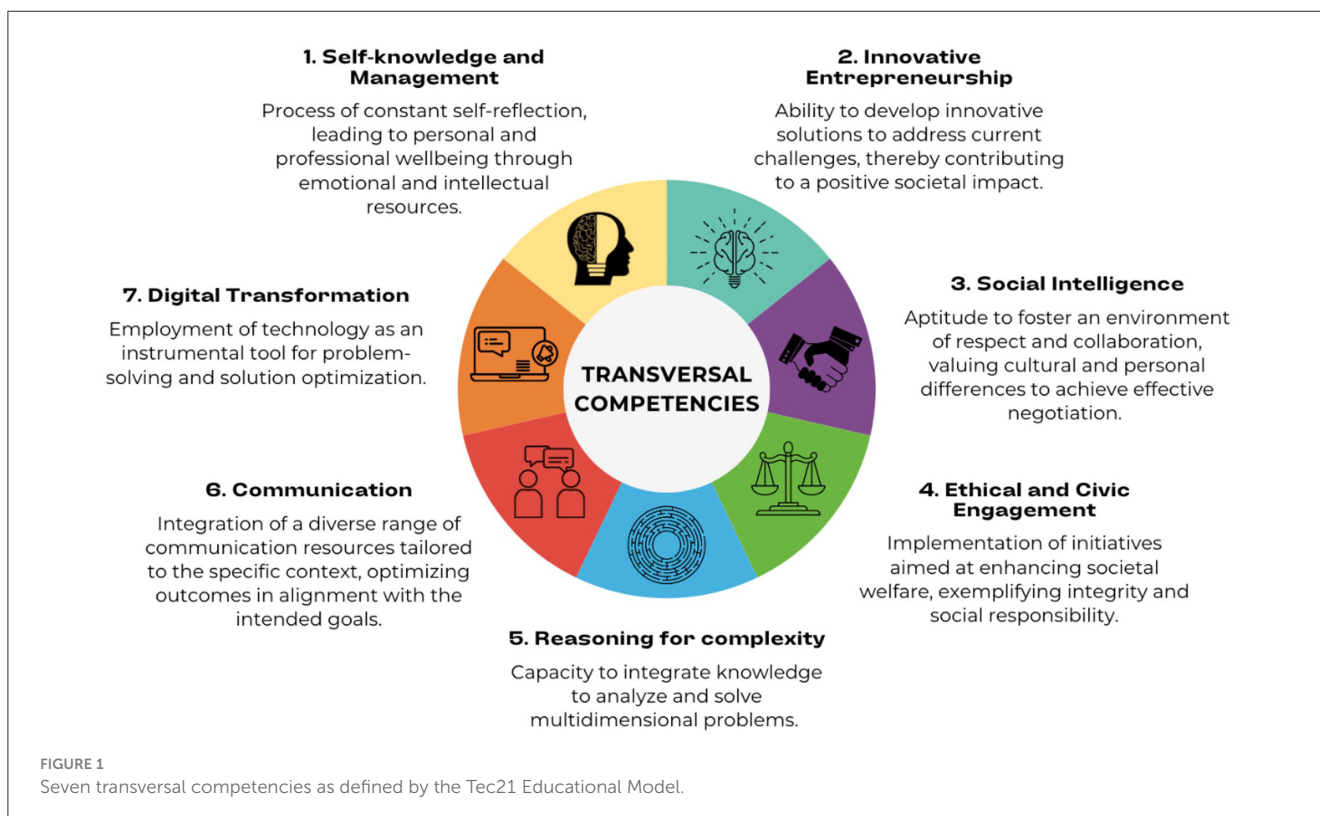 1. Self-knowledge and
Management
Process of constant self-reflection,
leading to personal and
professional wellbeing through
emotional and intellectual
resources.
2. Innovative
Entrepreneurship
Ability to develop innovative
solutions to address current
challenges, thereby contributing
to a positive societal impact.
3. Social Intelligence
Aptitude to foster an environment
of respect and collaboration,
valuing cultural and personal
differences to achieve effective
negotiation.
4. Ethical and Civic
Engagement
Implementation of initiatives
aimed at enhancing societal
welfare, exemplifying integrity and
social responsibility.
5. Reasoning for complexity
Capacity to integrate knowledge
to analyze and solve
multidimensional problems.
6. Communication
Integration of a diverse range of
communication resources tailored
to the specific context, optimizing
outcomes in alignment with the
intended goals.
7. Digital Transformation
Employment of technology as an
instrumental tool for problem-
solving and solution optimization.
TRANSVERSAL
COMPETENCIES
FIGURE 1
Seven transversal competencies as defined by the Tec21 Educational Model.